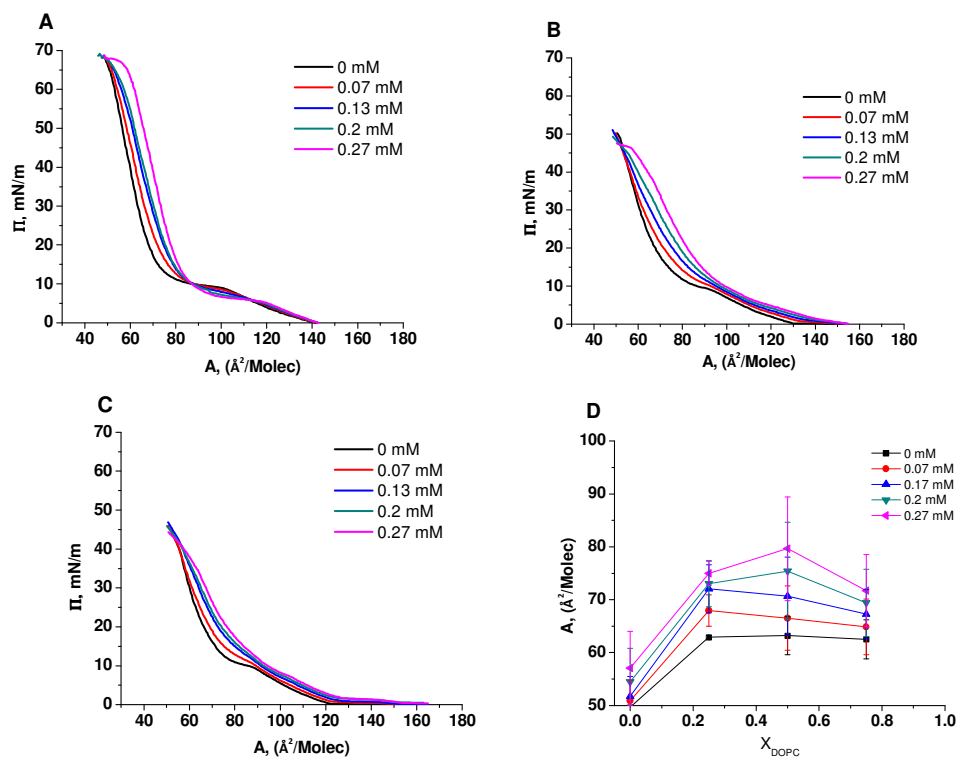 A
70
60
50
40
30
20
10
0
Π, mN/m
40 60 80 100 120 140 160 180
A, (Å²/Molec)
0 mM
0.07 mM
0.13 mM
0.2 mM
0.27 mM
B
70
60
50
40
30
20
10
0
Π, mN/m
40 60 80 100 120 140 160 180
A, (Å²/Molec)
0 mM
0.07 mM
0.13 mM
0.2 mM
0.27 mM
C
70
60
50
40
30
20
10
0
Π, mN/m
40 60 80 100 120 140 160 180
A, (Å²/Molec)
0 mM
0.07 mM
0.13 mM
0.2 mM
0.27 mM
D
100
90
80
70
60
50
A, (Å²/Molec)
0.0 0.2 0.4 0.6 0.8 1.0
X_DOPC
0 mM
0.07 mM
0.17 mM
0.2 mM
0.27 mM